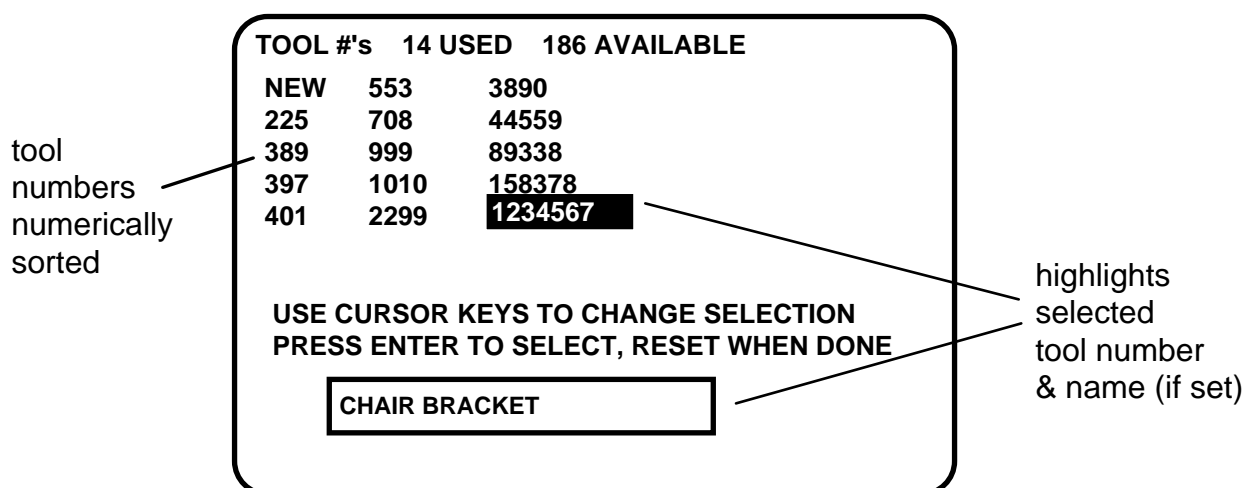 TOOL #'s 14 USED 186 AVAILABLE
NEW 553 3890
225 708 44559
389 999 89338
397 1010 158378
401 2299 1234567
tool
numbers
numerically
sorted
USE CURSOR KEYS TO CHANGE SELECTION
PRESS ENTER TO SELECT, RESET WHEN DONE
CHAIR BRACKET
highlights
selected
tool number
& name (if set)